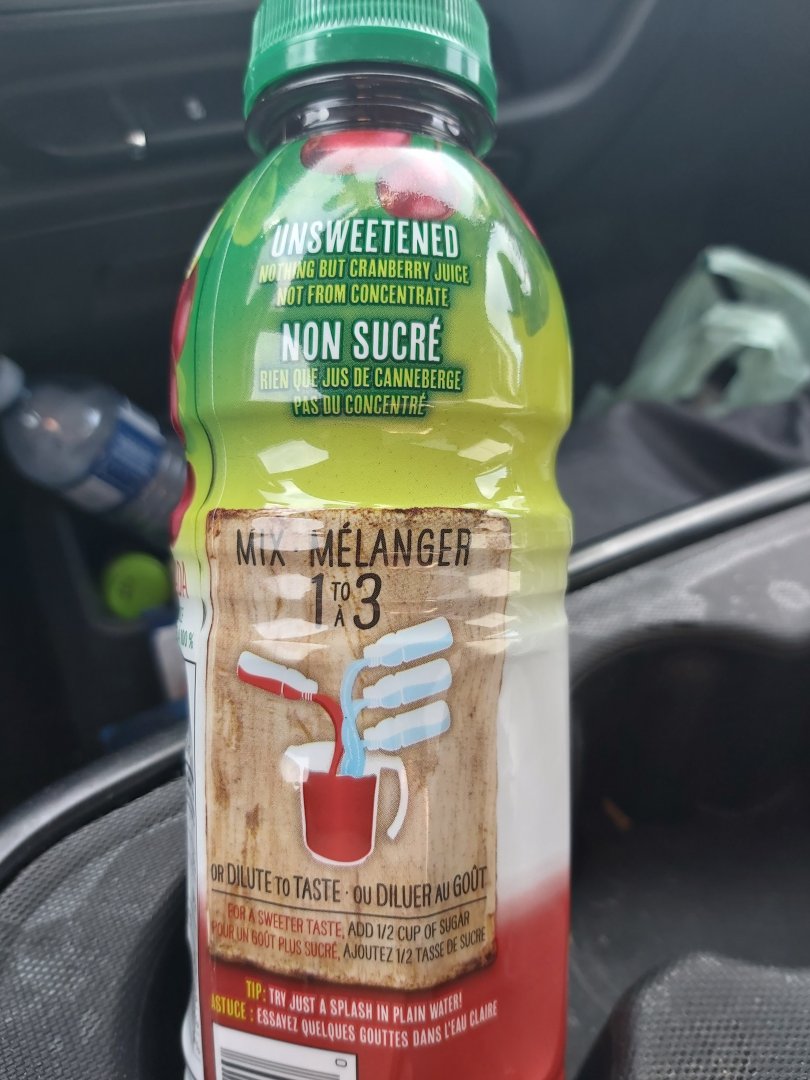 UNSWEETENED
NOTHING BUT CRANBERRY JUICE
NOT FROM CONCENTRATE
NON SUCRÉ
RIEN QUE JUS DE CANNEBERGE
PAS DU CONCENTRÉ
MIX · MÉLANGER
1 TO À 3
OR DILUTE TO TASTE · OU DILUER AU GOÛT
FOR A SWEETER TASTE, ADD 1/2 CUP OF SUGAR
POUR UN GOÛT PLUS SUCRÉ, AJOUTEZ 1/2 TASSE DE SUCRE
TIP: TRY JUST A SPLASH IN PLAIN WATER!
ASTUCE : ESSAYEZ QUELQUES GOUTTES DANS L'EAU CLAIRE
0